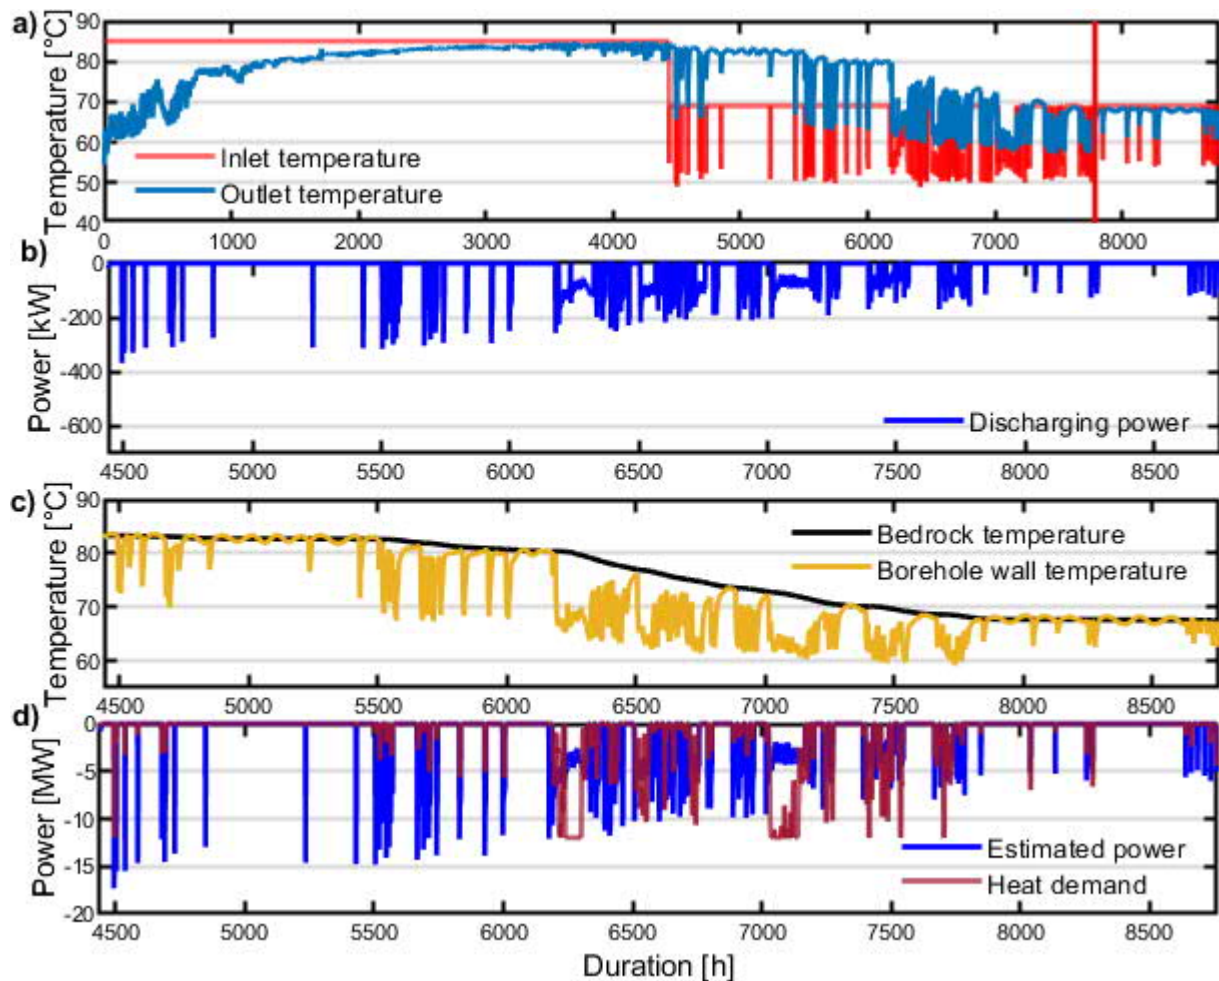 a)
Temperature [°C]
90
80
70
60
50
40
Inlet temperature
Outlet temperature
0 1000 2000 3000 4000 5000 6000 7000 8000
b)
Power [kW]
0
-200
-400
-600
Discharging power
4500 5000 5500 6000 6500 7000 7500 8000 8500
c)
Temperature [°C]
90
80
70
60
Bedrock temperature
Borehole wall temperature
4500 5000 5500 6000 6500 7000 7500 8000 8500
d)
Power [MW]
0
-5
-10
-15
-20
Estimated power
Heat demand
4500 5000 5500 6000 6500 7000 7500 8000 8500
Duration [h]